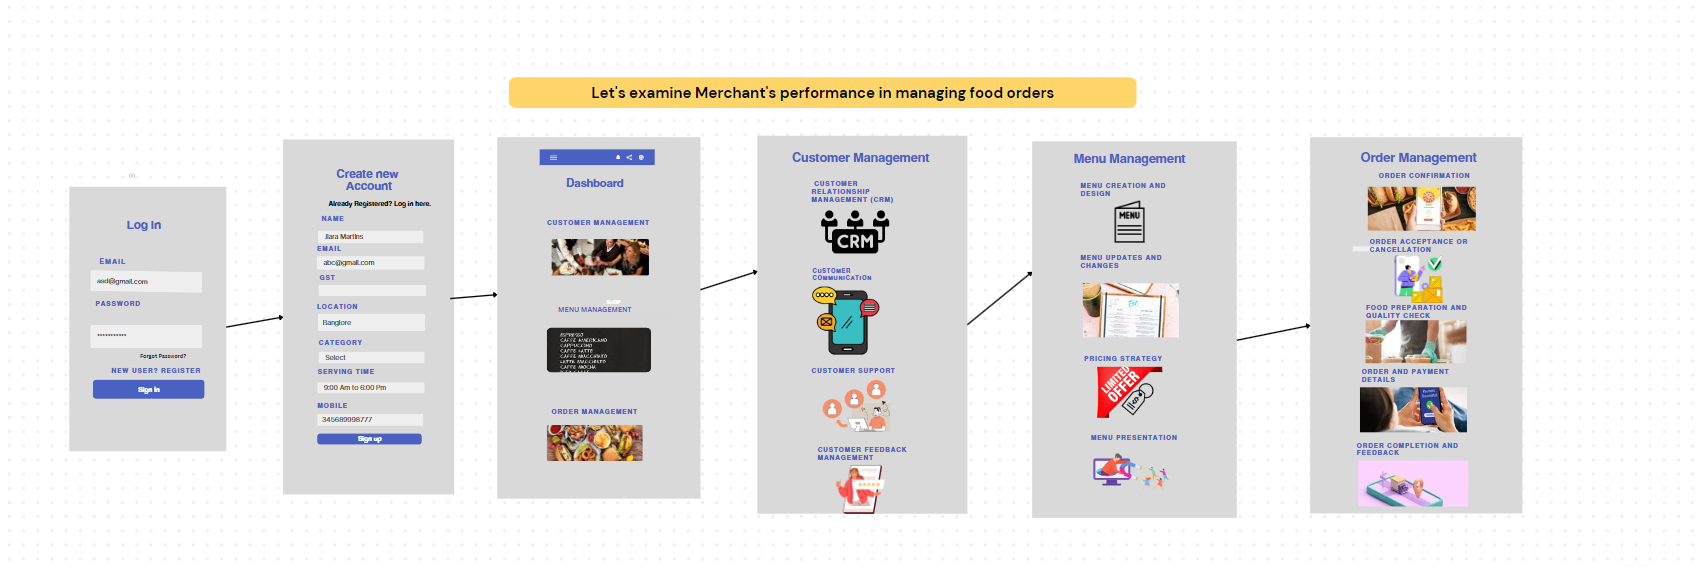 Let's examine Merchant's performance in managing food orders
Log In
EMAIL
asd@gmail.com
PASSWORD
***********
Forgot Password?
NEW USER? REGISTER
Sign in
Create new
Account
Already Registered? Log in here.
NAME
Jiara Martins
EMAIL
abc@gmail.com
GST
LOCATION
Banglore
CATEGORY
Select
SERVING TIME
9:00 Am to 6:00 Pm
MOBILE
345689998777
Sign up
Dashboard
CUSTOMER MANAGEMENT
SHOP
MENU MANAGEMENT
ESPRESSO
CAFFE AMERICANO
CAPPUCCINO
CAFFE LATTE
CAFFE MACCHIATO
LATTE MACCHIATO
CAFFE MOCHA
ORDER MANAGEMENT
Customer Management
CUSTOMER
RELATIONSHIP
MANAGEMENT (CRM)
CRM
CUSTOMER
COMMUNICATION
CUSTOMER SUPPORT
CUSTOMER FEEDBACK
MANAGEMENT
Menu Management
MENU CREATION AND
DESIGN
MENU
MENU UPDATES AND
CHANGES
PRICING STRATEGY
LIMITED
OFFER
MENU PRESENTATION
Order Management
ORDER CONFIRMATION
ORDER ACCEPTANCE OR
CANCELLATION
FOOD PREPARATION AND
QUALITY CHECK
ORDER AND PAYMENT
DETAILS
ORDER COMPLETION AND
FEEDBACK